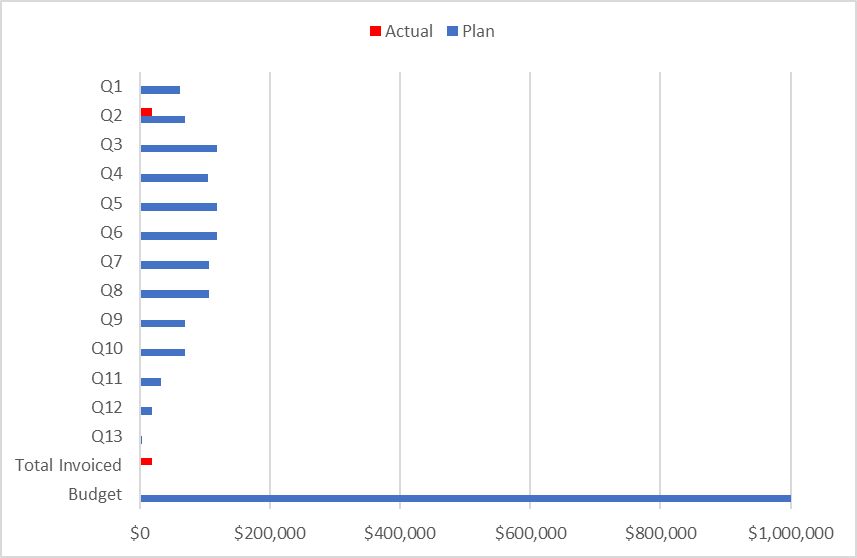 Actual Plan
Q1
Q2
Q3
Q4
Q5
Q6
Q7
Q8
Q9
Q10
Q11
Q12
Q13
Total Invoiced
Budget
$0 $200,000 $400,000 $600,000 $800,000 $1,000,000